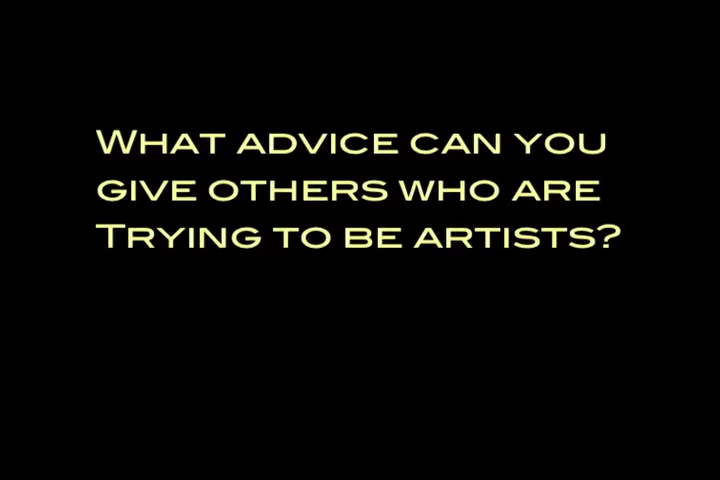 What advice can you
give others who are
Trying to be artists?